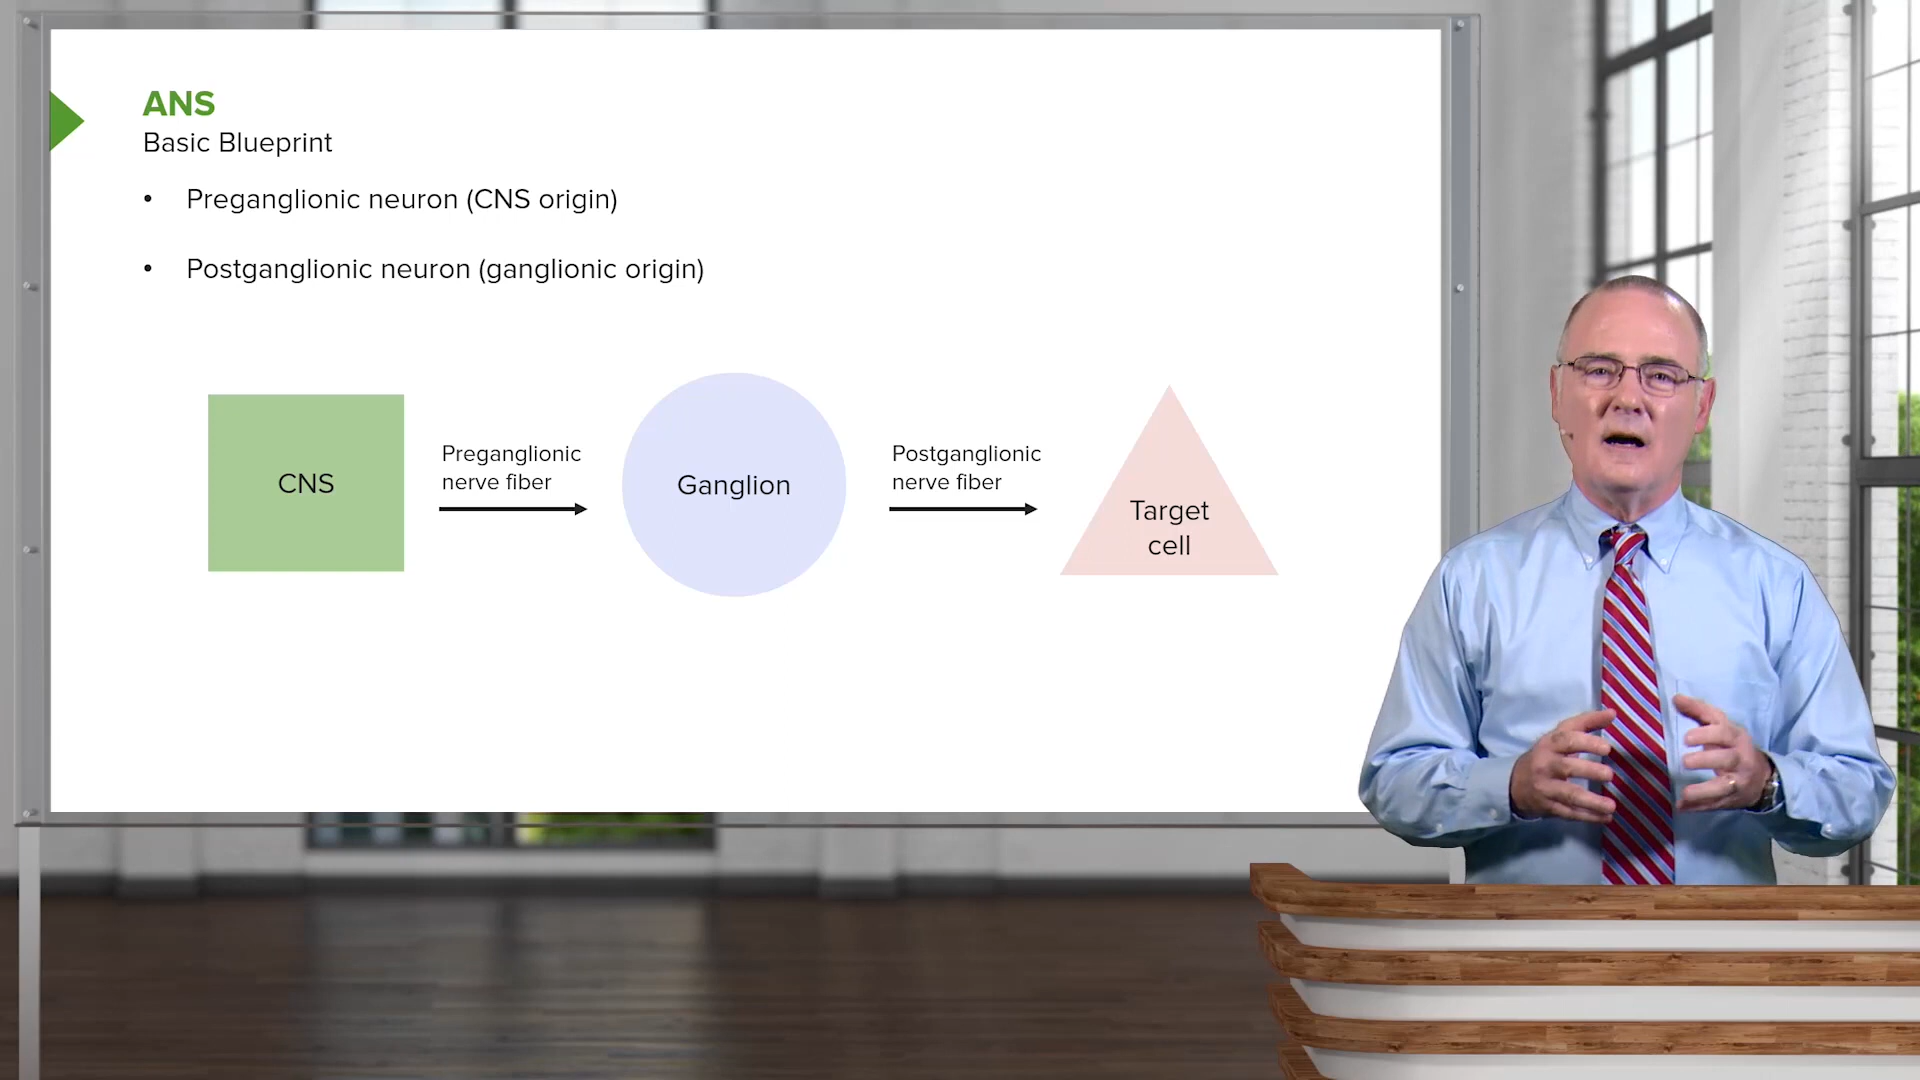 ANS
Basic Blueprint
• Preganglionic neuron (CNS origin)
• Postganglionic neuron (ganglionic origin)
CNS
Preganglionic
nerve fiber
Ganglion
Postganglionic
nerve fiber
Target
cell